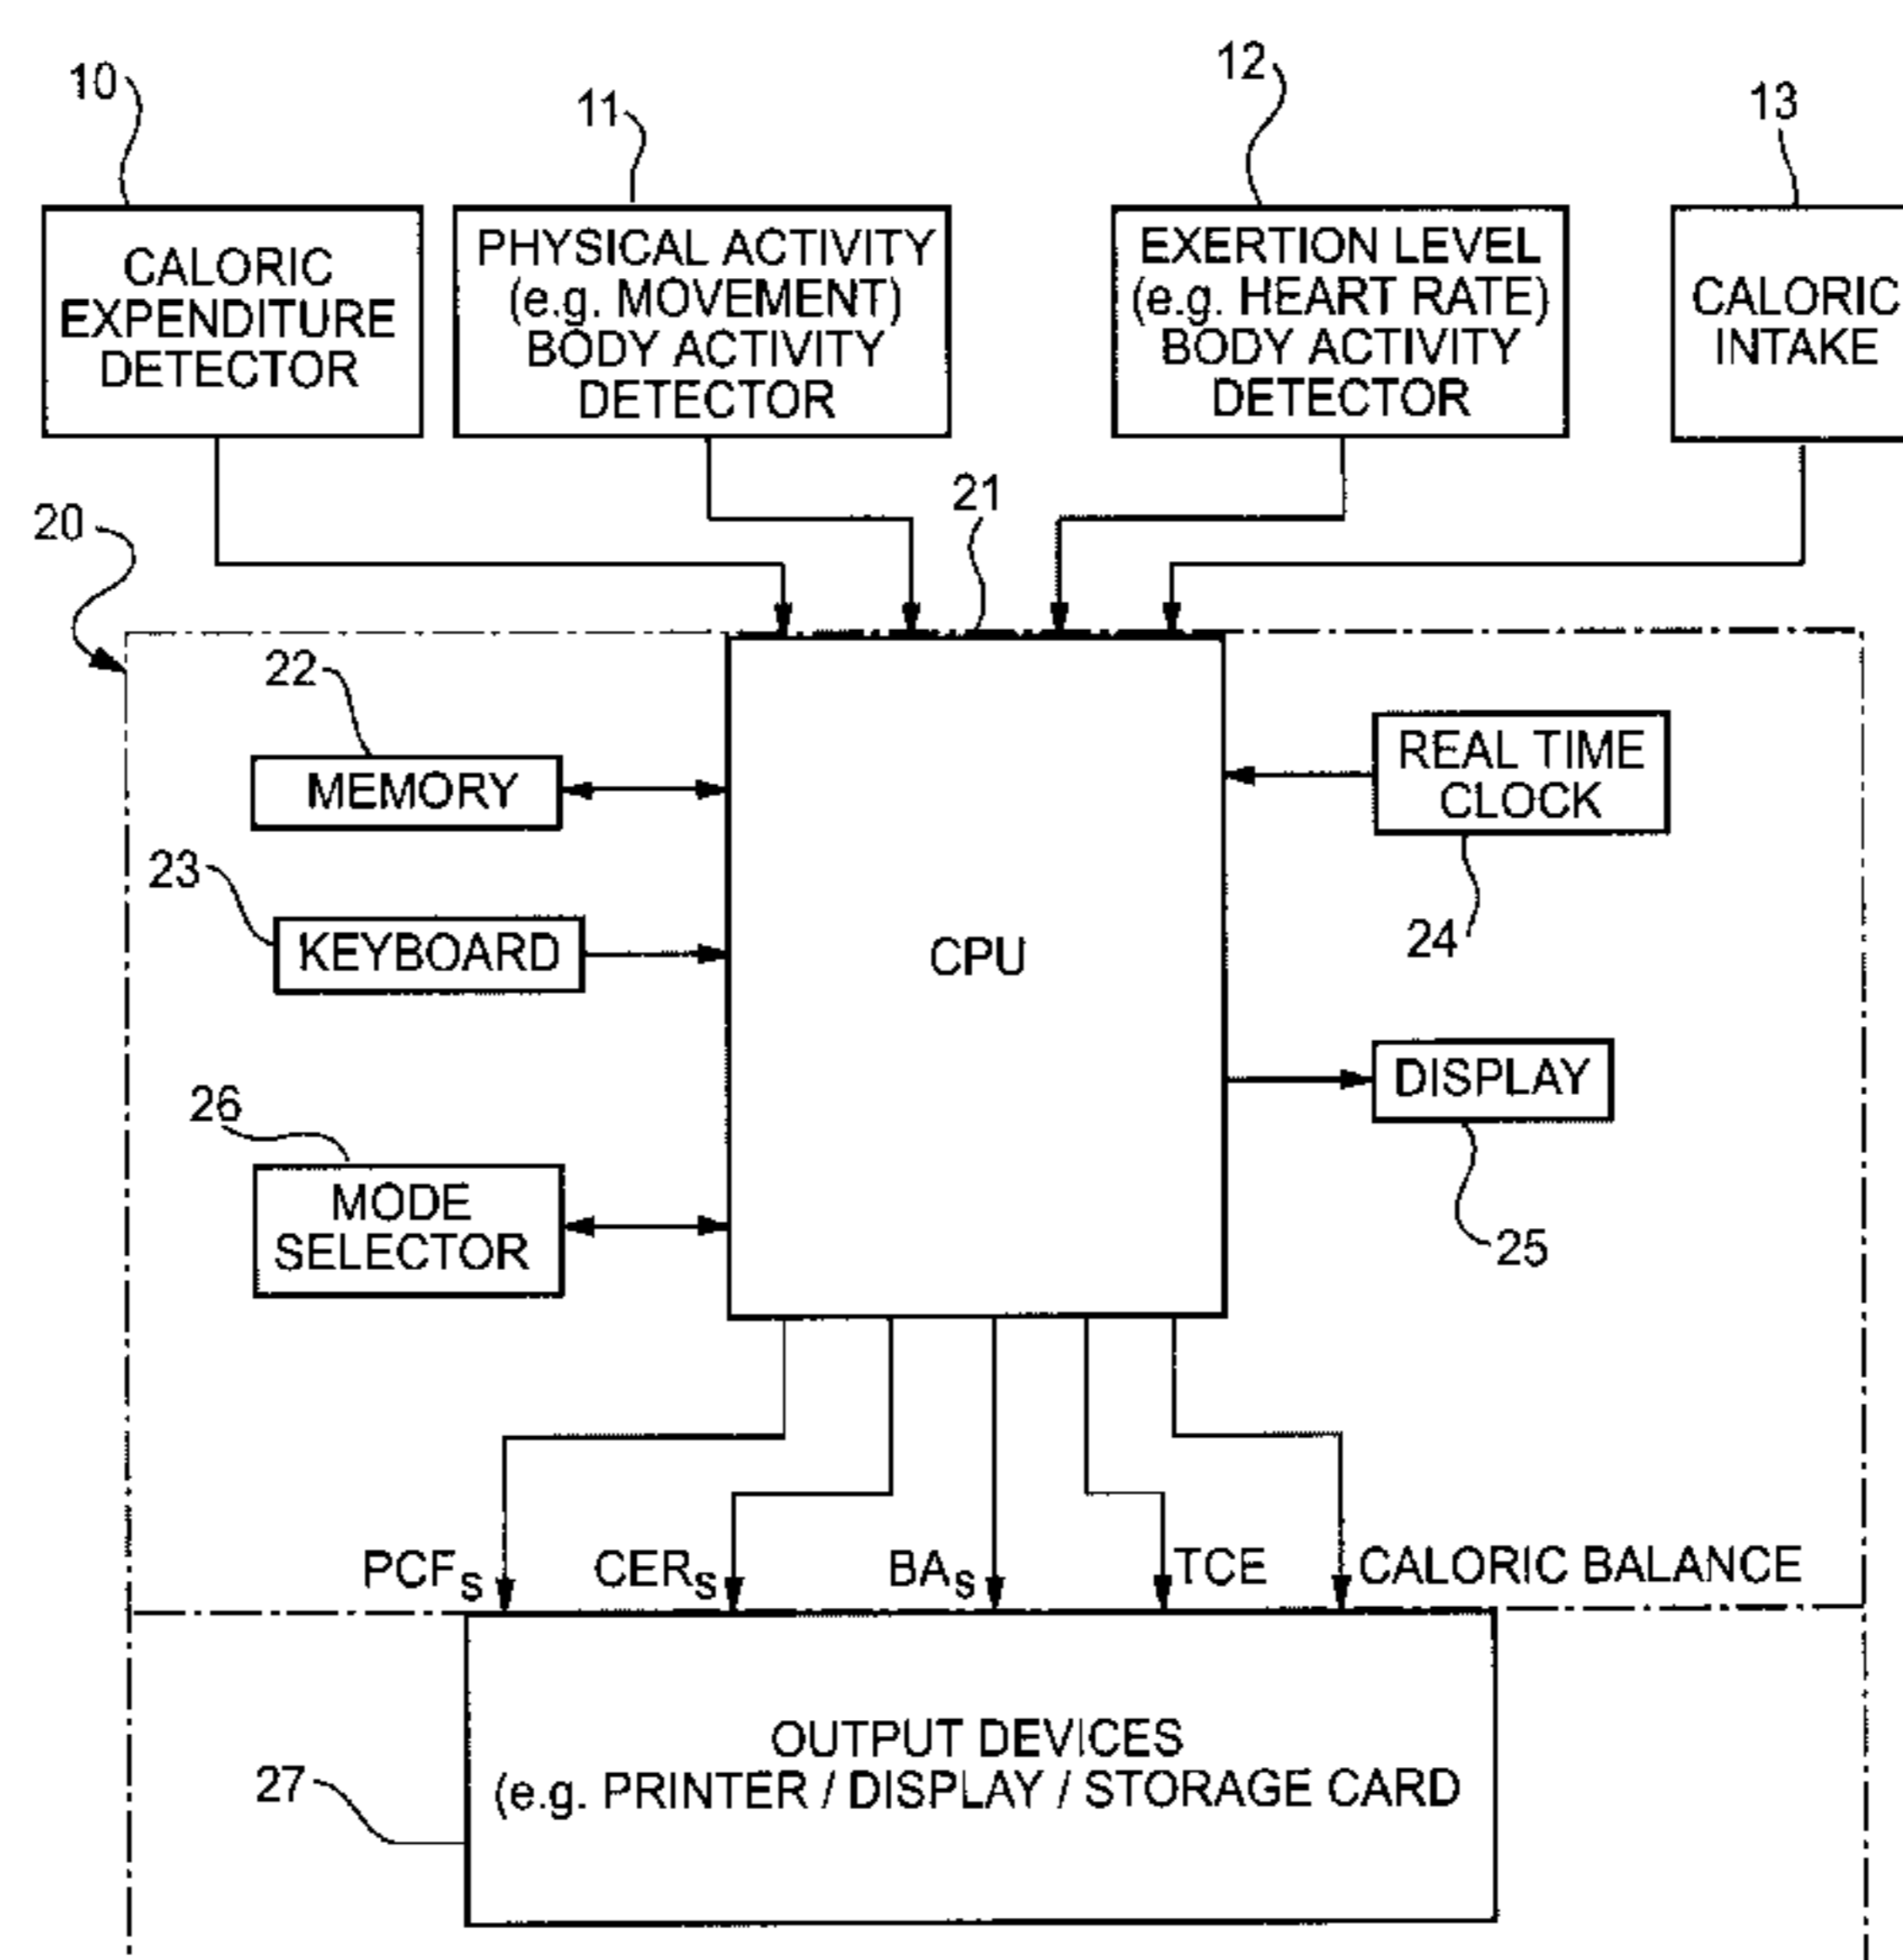 10
11
12
13
CALORIC
EXPENDITURE
DETECTOR
PHYSICAL ACTIVITY
(e.g. MOVEMENT)
BODY ACTIVITY
DETECTOR
EXERTION LEVEL
(e.g. HEART RATE)
BODY ACTIVITY
DETECTOR
CALORIC
INTAKE
20
21
22
MEMORY
REAL TIME
CLOCK
23
KEYBOARD
24
CPU
26
MODE
SELECTOR
DISPLAY
25
PCFs
CERs
BAs
TCE
CALORIC BALANCE
OUTPUT DEVICES
(e.g. PRINTER / DISPLAY / STORAGE CARD
27